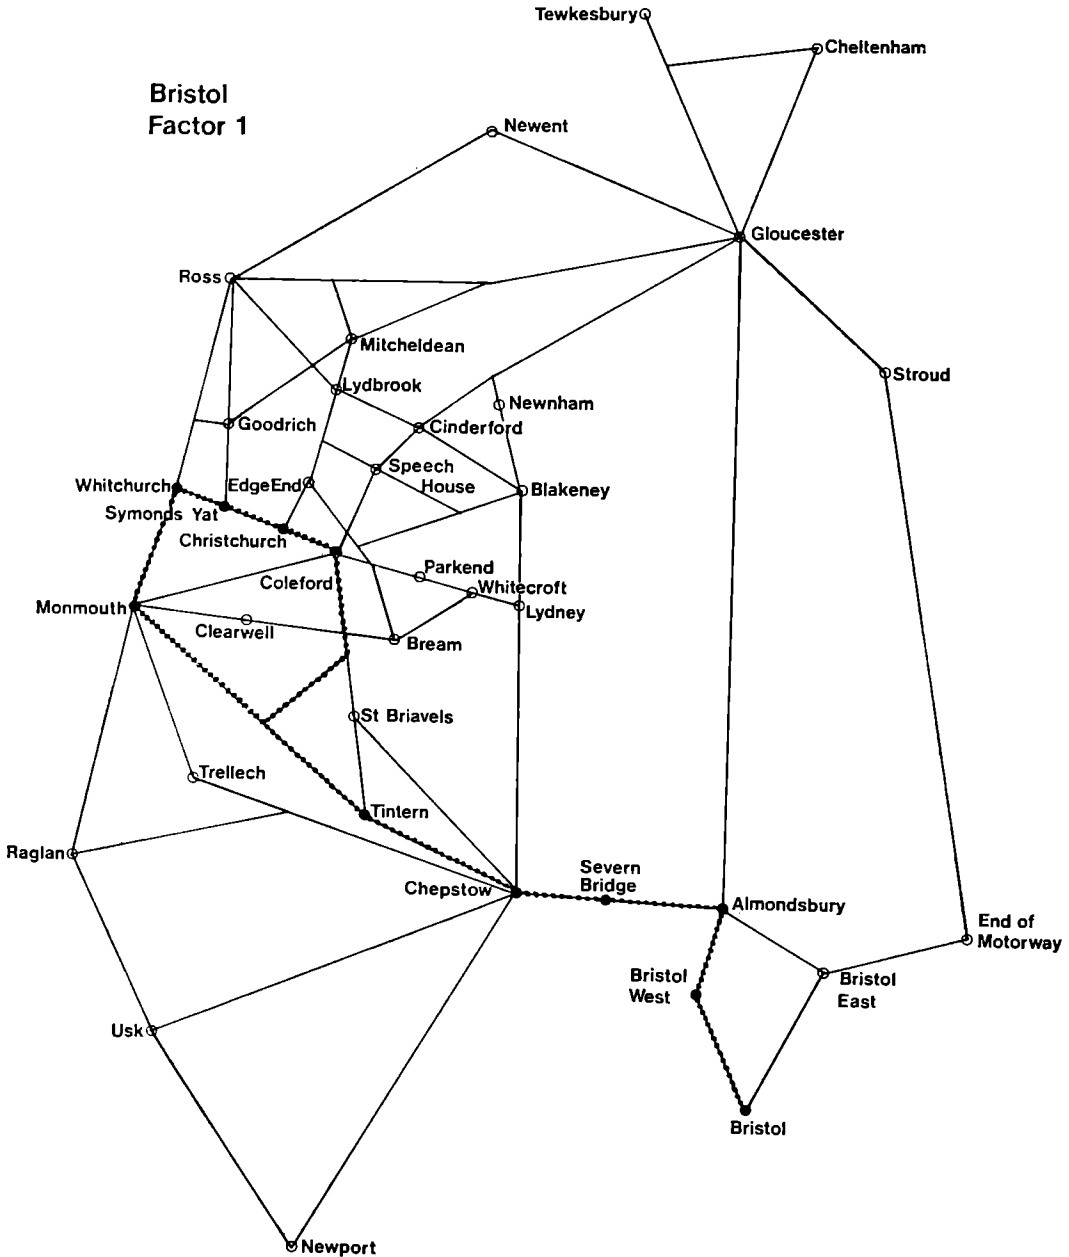 Tewkesbury
Cheltenham
Bristol
Factor 1
Newent
Gloucester
Ross
Mitcheldean
Stroud
Lydbrook
Newnham
Goodrich
Cinderford
Speech
House
Whitchurch
EdgeEnd
Blakeney
Symonds Yat
Christchurch
Parkend
Coleford
Whitecroft
Monmouth
Lydney
Clearwell
Bream
St Briavels
Trellech
Tintern
Raglan
Severn
Bridge
Chepstow
Almondsbury
End of
Motorway
Bristol
West
Bristol
East
Usk
Bristol
Newport